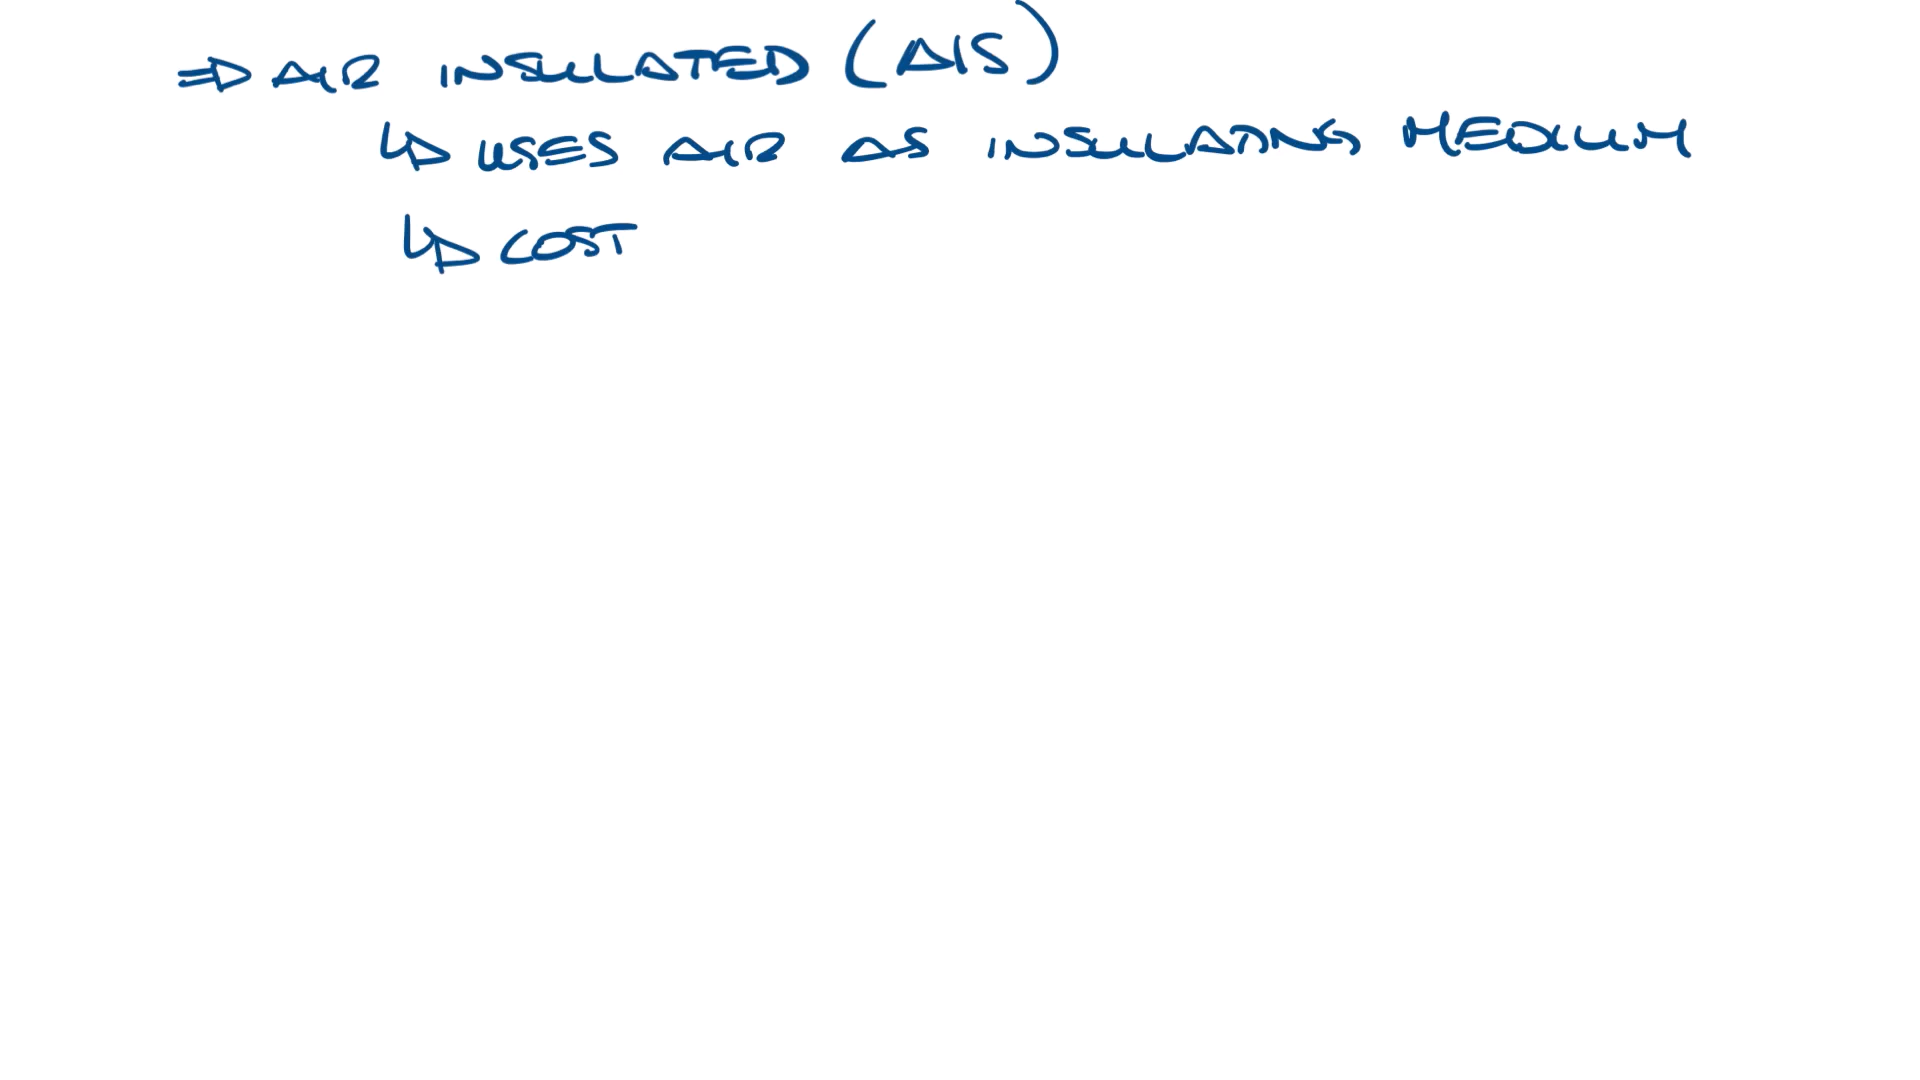 ⇒ AIR INSULATED (AIS)
↳ USES AIR AS INSULATING MEDIUM
↳ COST